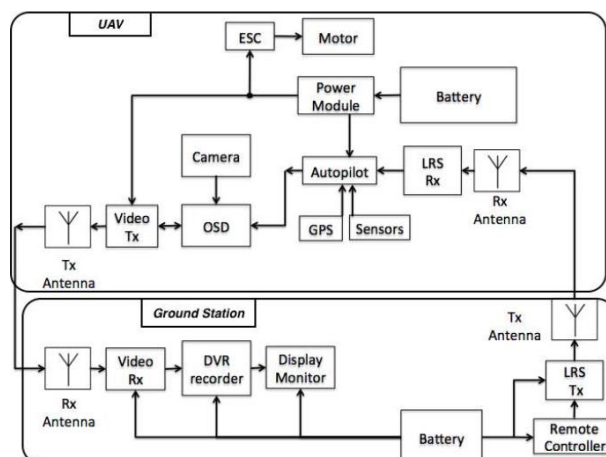 UAV
ESC
Motor
Power
Module
Battery
Camera
Autopilot
LRS
Rx
Rx
Antenna
Video
Tx
OSD
GPS
Sensors
Tx
Antenna
Ground Station
Tx
Antenna
Video
Rx
DVR
recorder
Display
Monitor
LRS
Tx
Rx
Antenna
Battery
Remote
Controller